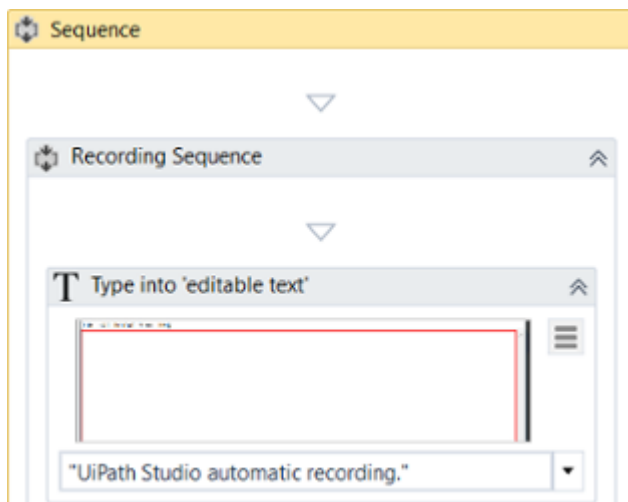 Sequence
Recording Sequence
T Type into 'editable text'
"UiPath Studio automatic recording."